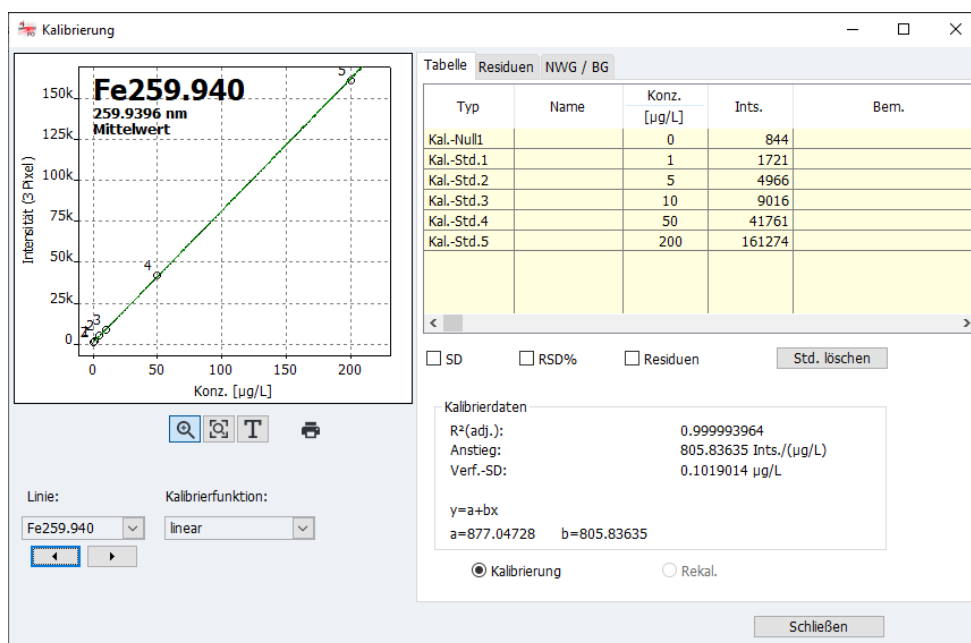 Kalibrierung
Fe259.940
259.9396 nm
Mittelwert
Intensität (3 Pixel)
150k
125k
100k
75k
50k
25k
0
5
4
3
2
0 50 100 150 200
Konz. [µg/L]
Linie: Kalibrierfunktion:
Fe259.940 linear
Tabelle Residuen NWG / BG
Typ Name Konz. Ints. Bem.
[µg/L]
Kal.-Null1 0 844
Kal.-Std.1 1 1721
Kal.-Std.2 5 4966
Kal.-Std.3 10 9016
Kal.-Std.4 50 41761
Kal.-Std.5 200 161274
SD RSD% Residuen Std. löschen
Kalibrierdaten
R²(adj.): 0.999993964
Anstieg: 805.83635 Ints./(µg/L)
Verf.-SD: 0.1019014 µg/L
y=a+bx
a=877.04728 b=805.83635
Kalibrierung Rekal.
Schließen